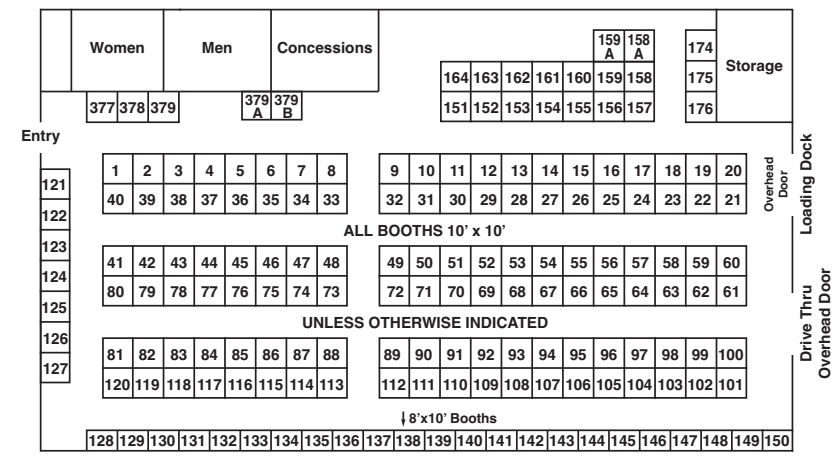 Women Men Concessions Storage
159 A 158 A 174
164 163 162 161 160 159 158 175
377 378 379 379 A 379 B 151 152 153 154 155 156 157 176
Entry
Loading Dock
Overhead Door
1 2 3 4 5 6 7 8 9 10 11 12 13 14 15 16 17 18 19 20
40 39 38 37 36 35 34 33 32 31 30 29 28 27 26 25 24 23 22 21
121
122
123
124
125
126
127
ALL BOOTHS 10' x 10'
41 42 43 44 45 46 47 48 49 50 51 52 53 54 55 56 57 58 59 60
80 79 78 77 76 75 74 73 72 71 70 69 68 67 66 65 64 63 62 61
Drive Thru
Overhead Door
UNLESS OTHERWISE INDICATED
81 82 83 84 85 86 87 88 89 90 91 92 93 94 95 96 97 98 99 100
120 119 118 117 116 115 114 113 112 111 110 109 108 107 106 105 104 103 102 101
8'x10' Booths
128 129 130 131 132 133 134 135 136 137 138 139 140 141 142 143 144 145 146 147 148 149 150